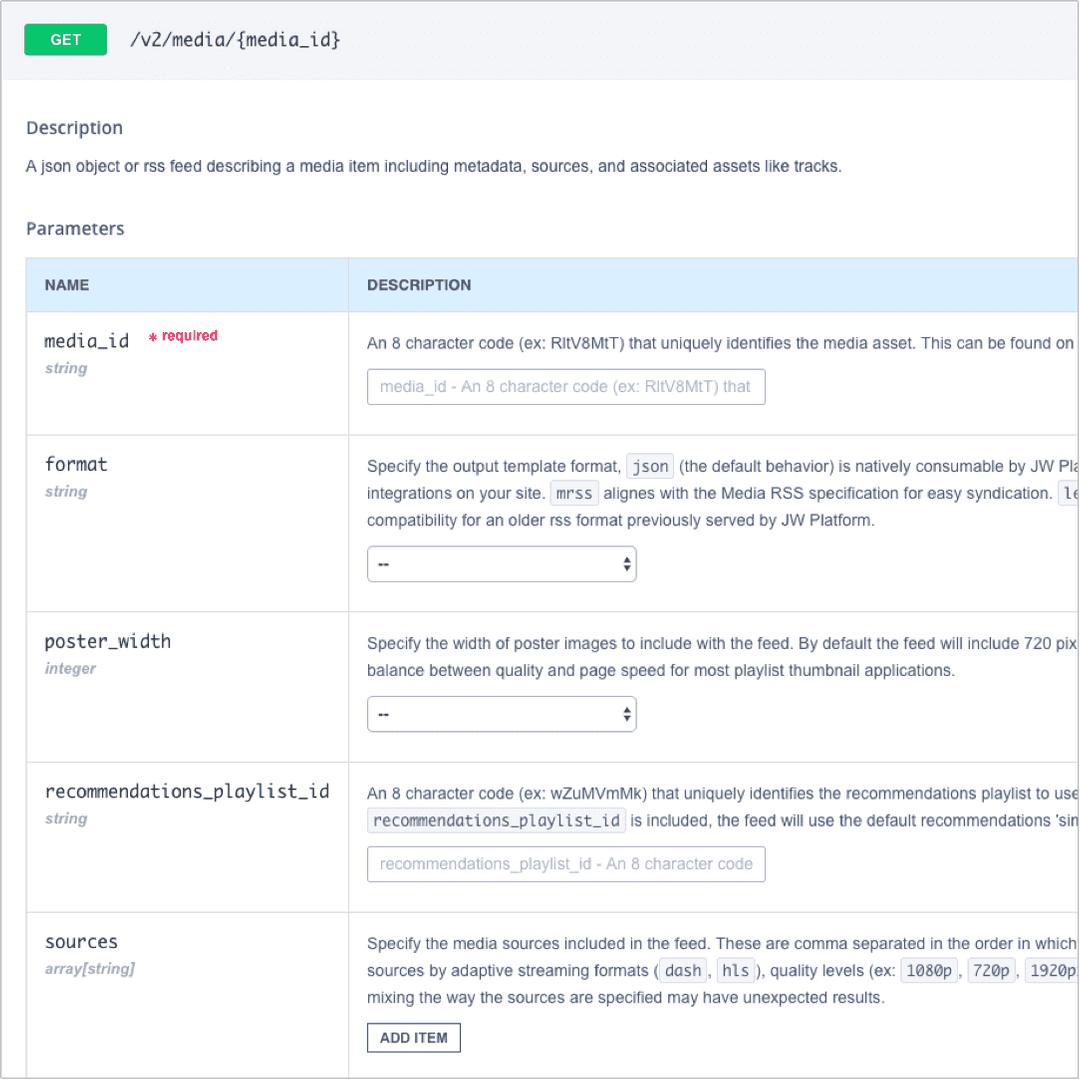 GET /v2/media/{media_id}
Description
A json object or rss feed describing a media item including metadata, sources, and associated assets like tracks.
Parameters
NAME DESCRIPTION
media_id * required
string
An 8 character code (ex: RltV8MtT) that uniquely identifies the media asset. This can be found on
media_id - An 8 character code (ex: RltV8MtT) that
format
string
Specify the output template format, json (the default behavior) is natively consumable by JW Pla
integrations on your site. mrss alignes with the Media RSS specification for easy syndication. le
compatibility for an older rss format previously served by JW Platform.
--
poster_width
integer
Specify the width of poster images to include with the feed. By default the feed will include 720 pix
balance between quality and page speed for most playlist thumbnail applications.
--
recommendations_playlist_id
string
An 8 character code (ex: wZuMVmMk) that uniquely identifies the recommendations playlist to use
recommendations_playlist_id is included, the feed will use the default recommendations 'sim
recommendations_playlist_id - An 8 character code
sources
array[string]
Specify the media sources included in the feed. These are comma separated in the order in which
sources by adaptive streaming formats (dash, hls), quality levels (ex: 1080p, 720p, 1920p
mixing the way the sources are specified may have unexpected results.
ADD ITEM